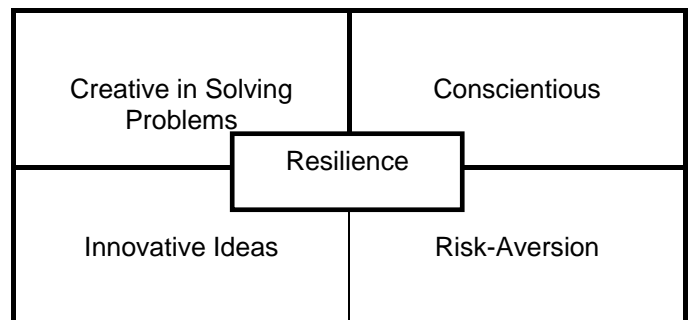 Creative in Solving
Problems
Conscientious
Resilience
Innovative Ideas
Risk-Aversion